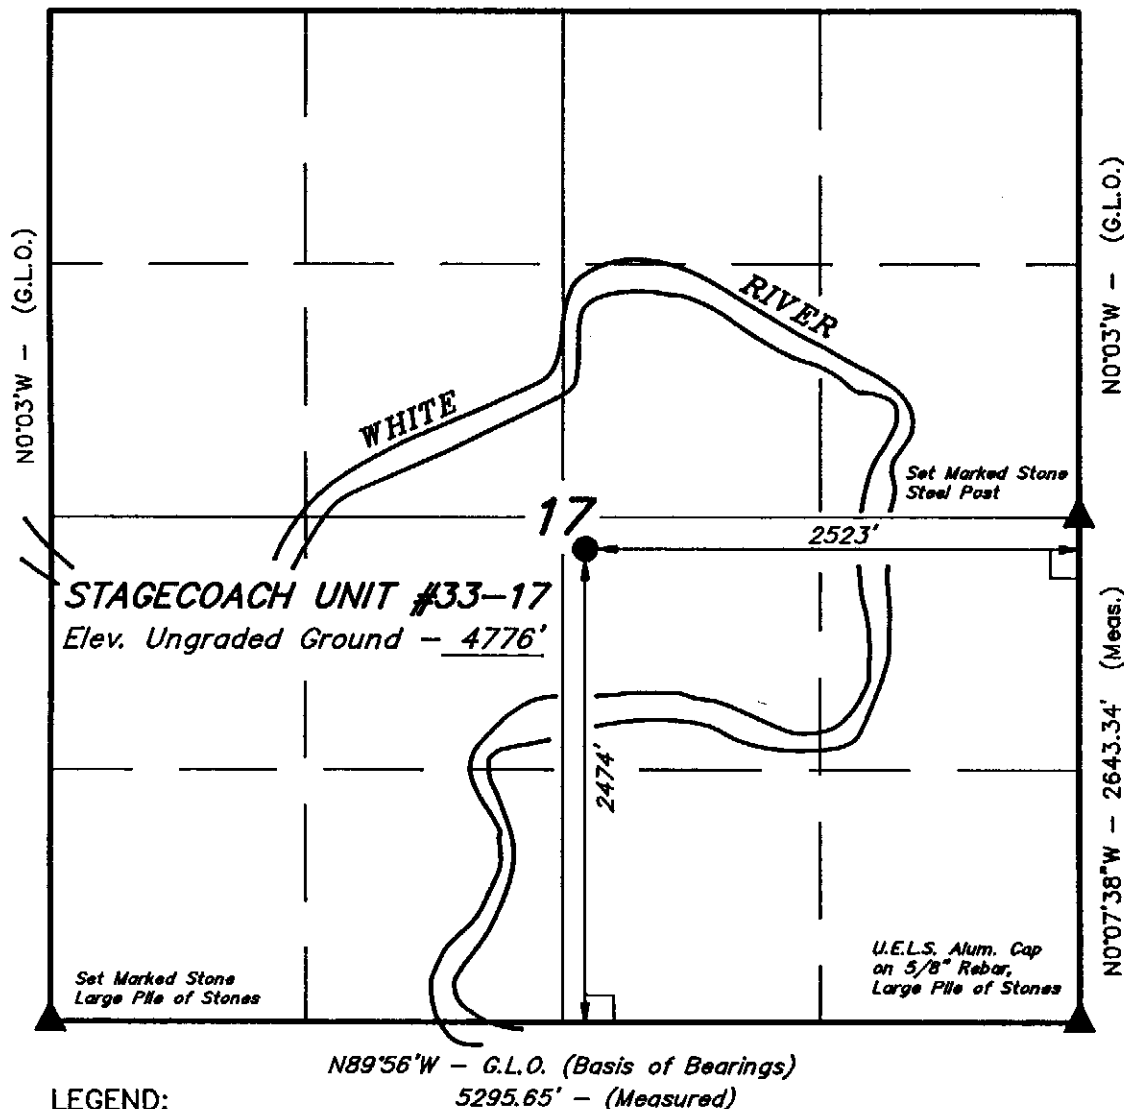 N0°03'W – (G.L.O.)
N0°03'W – (G.L.O.)
RIVER
WHITE
Set Marked Stone
Steel Post
17
2523'
STAGECOACH UNIT #33-17
Elev. Ungraded Ground – 4776'
2474'
N0°07'38"W – 2643.34' (Meas.)
Set Marked Stone
Large Pile of Stones
U.E.L.S. Alum. Cap
on 5/8" Rebar,
Large Pile of Stones
N89°56'W – G.L.O. (Basis of Bearings)
5295.65' – (Measured)
LEGEND: